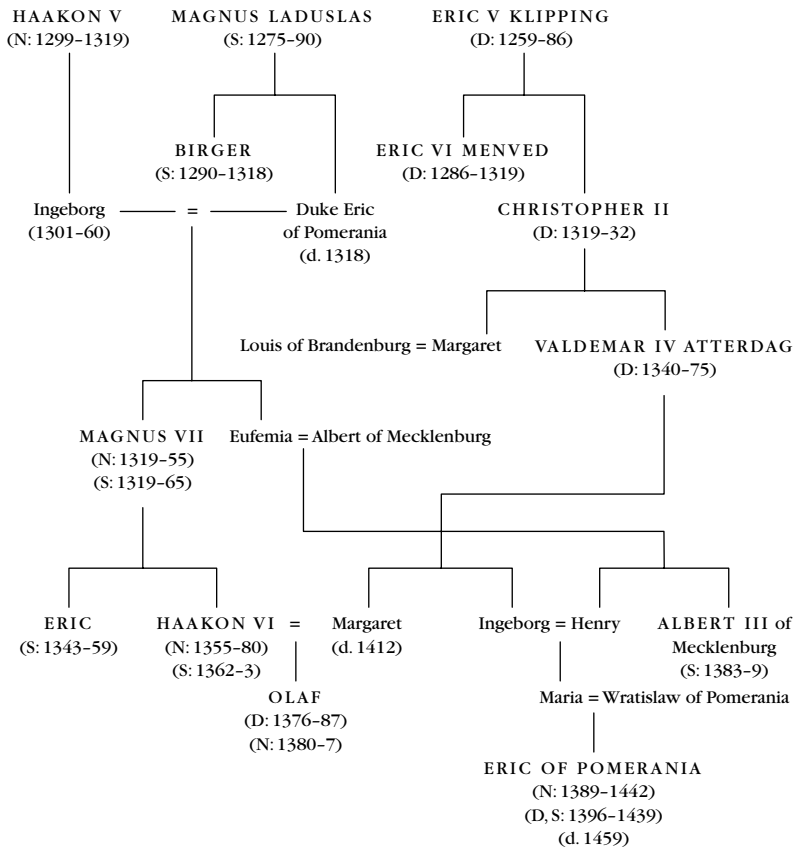 HAAKON V
(N: 1299–1319)
MAGNUS LADUSLAS
(S: 1275–90)
ERIC V KLIPPING
(D: 1259–86)
BIRGER
(S: 1290–1318)
ERIC VI MENVED
(D: 1286–1319)
Ingeborg
(1301–60)
=
Duke Eric
of Pomerania
(d. 1318)
CHRISTOPHER II
(D: 1319–32)
Louis of Brandenburg = Margaret
VALDEMAR IV ATTERDAG
(D: 1340–75)
MAGNUS VII
(N: 1319–55)
(S: 1319–65)
Eufemia = Albert of Mecklenburg
ERIC
(S: 1343–59)
HAAKON VI =
(N: 1355–80)
(S: 1362–3)
Margaret
(d. 1412)
Ingeborg = Henry
ALBERT III of
Mecklenburg
(S: 1383–9)
OLAF
(D: 1376–87)
(N: 1380–7)
Maria = Wratislaw of Pomerania
ERIC OF POMERANIA
(N: 1389–1442)
(D, S: 1396–1439)
(d. 1459)